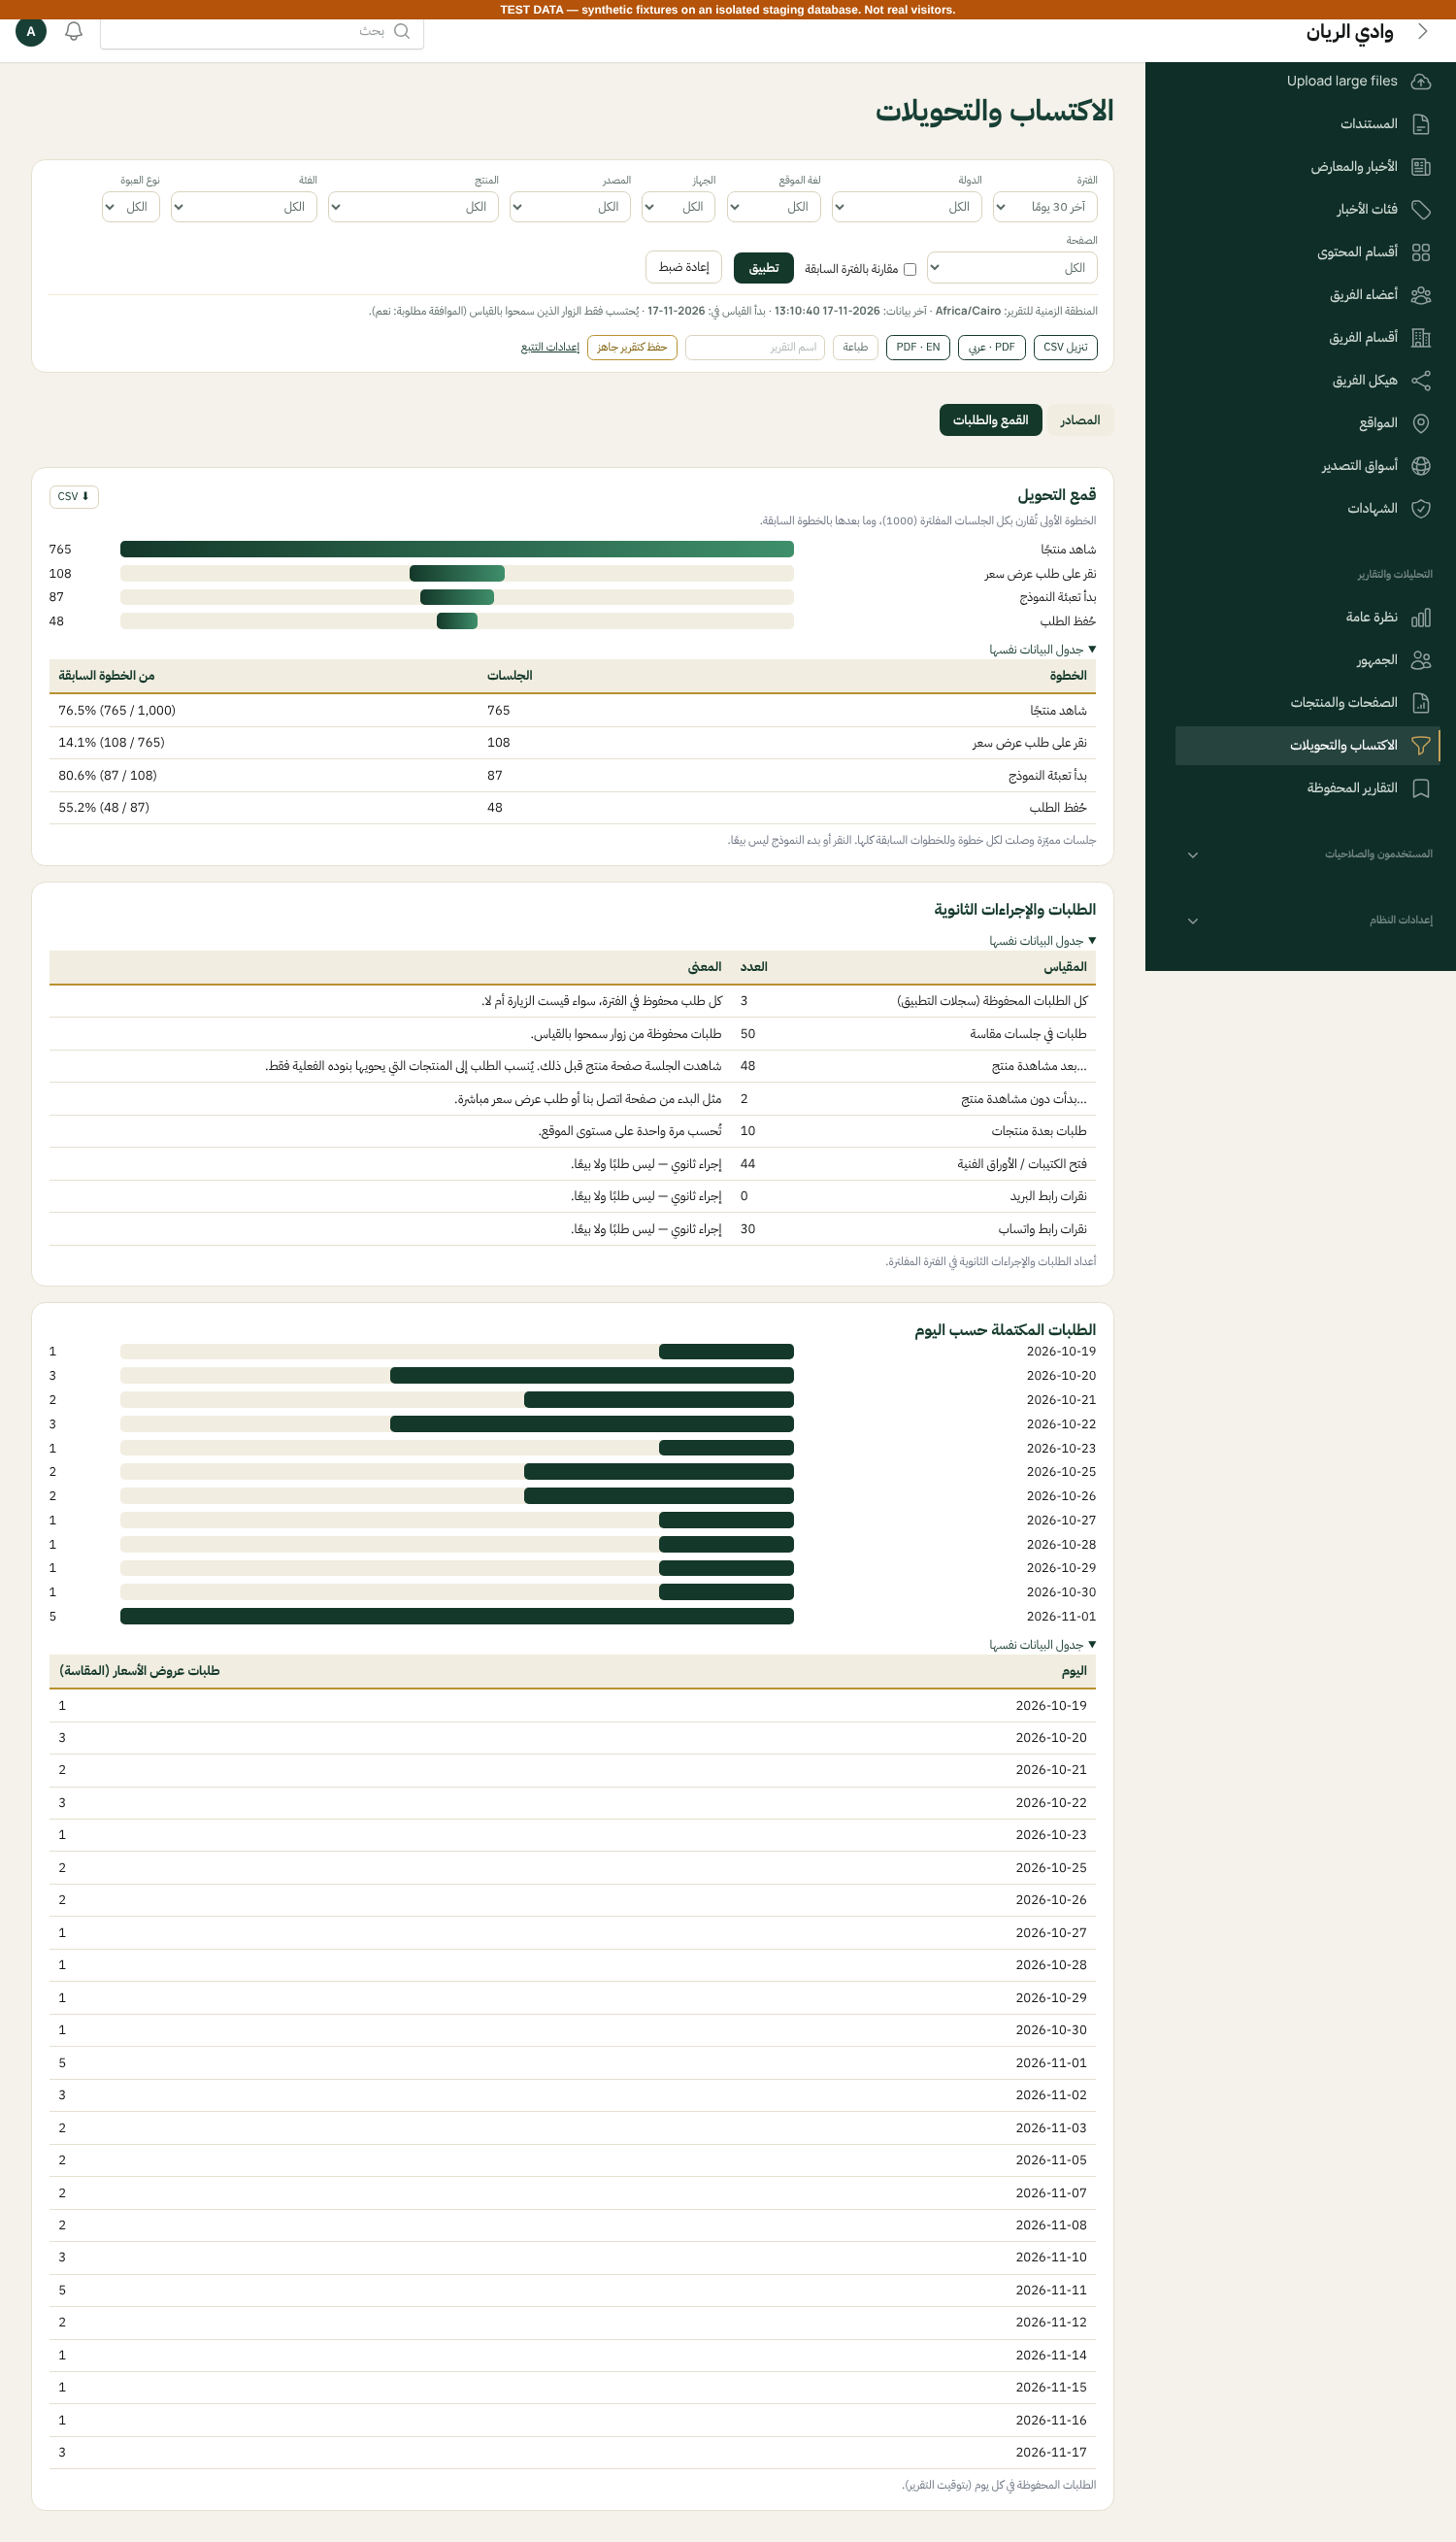 TEST DATA — synthetic fixtures on an isolated staging database. Not real visitors.
وادي الريان
بحث
A
Upload large files
المستندات
الأخبار والمعارض
فئات الأخبار
أقسام المحتوى
أعضاء الفريق
أقسام الفريق
هيكل الفريق
المواقع
أسواق التصدير
الشهادات
التحليلات والتقارير
نظرة عامة
الجمهور
الصفحات والمنتجات
الاكتساب والتحويلات
التقارير المحفوظة
المستخدمون والصلاحيات
إعدادات النظام
الاكتساب والتحويلات
الفترة الدولة لغة الموقع الجهاز المصدر المنتج الفئة نوع العبوة
آخر 30 يومًا الكل الكل الكل الكل الكل الكل الكل
الصفحة
الكل مقارنة بالفترة السابقة تطبيق إعادة ضبط
المنطقة الزمنية للتقرير: Africa/Cairo · آخر بيانات: 2026-11-17 13:10:40 · بدأ القياس في: 2026-11-17 · يُحتسب فقط الزوار الذين سمحوا بالقياس (الموافقة مطلوبة: نعم).
تنزيل CSV PDF · عربي PDF · EN طباعة اسم التقرير حفظ كتقرير جاهز إعدادات التتبع
المصادر القمع والطلبات
قمع التحويل
⬇ CSV
الخطوة الأولى تُقارن بكل الجلسات المفلترة (1000)، وما بعدها بالخطوة السابقة.
شاهد منتجًا 765
نقر على طلب عرض سعر 108
بدأ تعبئة النموذج 87
حُفظ الطلب 48
▼ جدول البيانات نفسها
الخطوة الجلسات من الخطوة السابقة
شاهد منتجًا 765 76.5% (765 / 1,000)
نقر على طلب عرض سعر 108 14.1% (108 / 765)
بدأ تعبئة النموذج 87 80.6% (87 / 108)
حُفظ الطلب 48 55.2% (48 / 87)
جلسات مميّزة وصلت لكل خطوة وللخطوات السابقة كلها. النقر أو بدء النموذج ليس بيعًا.
الطلبات والإجراءات الثانوية
▼ جدول البيانات نفسها
المقياس العدد المعنى
كل الطلبات المحفوظة (سجلات التطبيق) 3 كل طلب محفوظ في الفترة، سواء قيست الزيارة أم لا.
طلبات في جلسات مقاسة 50 طلبات محفوظة من زوار سمحوا بالقياس.
…بعد مشاهدة منتج 48 شاهدت الجلسة صفحة منتج قبل ذلك. يُنسب الطلب إلى المنتجات التي يحويها بنوده الفعلية فقط.
…بدأت دون مشاهدة منتج 2 مثل البدء من صفحة اتصل بنا أو طلب عرض سعر مباشرة.
طلبات بعدة منتجات 10 تُحسب مرة واحدة على مستوى الموقع.
فتح الكتيبات / الأوراق الفنية 44 إجراء ثانوي — ليس طلبًا ولا بيعًا.
نقرات رابط البريد 0 إجراء ثانوي — ليس طلبًا ولا بيعًا.
نقرات رابط واتساب 30 إجراء ثانوي — ليس طلبًا ولا بيعًا.
أعداد الطلبات والإجراءات الثانوية في الفترة المفلترة.
الطلبات المكتملة حسب اليوم
2026-10-19 1
2026-10-20 3
2026-10-21 2
2026-10-22 3
2026-10-23 1
2026-10-25 2
2026-10-26 2
2026-10-27 1
2026-10-28 1
2026-10-29 1
2026-10-30 1
2026-11-01 5
▼ جدول البيانات نفسها
اليوم طلبات عروض الأسعار (المقاسة)
2026-10-19 1
2026-10-20 3
2026-10-21 2
2026-10-22 3
2026-10-23 1
2026-10-25 2
2026-10-26 2
2026-10-27 1
2026-10-28 1
2026-10-29 1
2026-10-30 1
2026-11-01 5
2026-11-02 3
2026-11-03 2
2026-11-05 2
2026-11-07 2
2026-11-08 2
2026-11-10 3
2026-11-11 5
2026-11-12 2
2026-11-14 1
2026-11-15 1
2026-11-16 1
2026-11-17 3
الطلبات المحفوظة في كل يوم (بتوقيت التقرير).